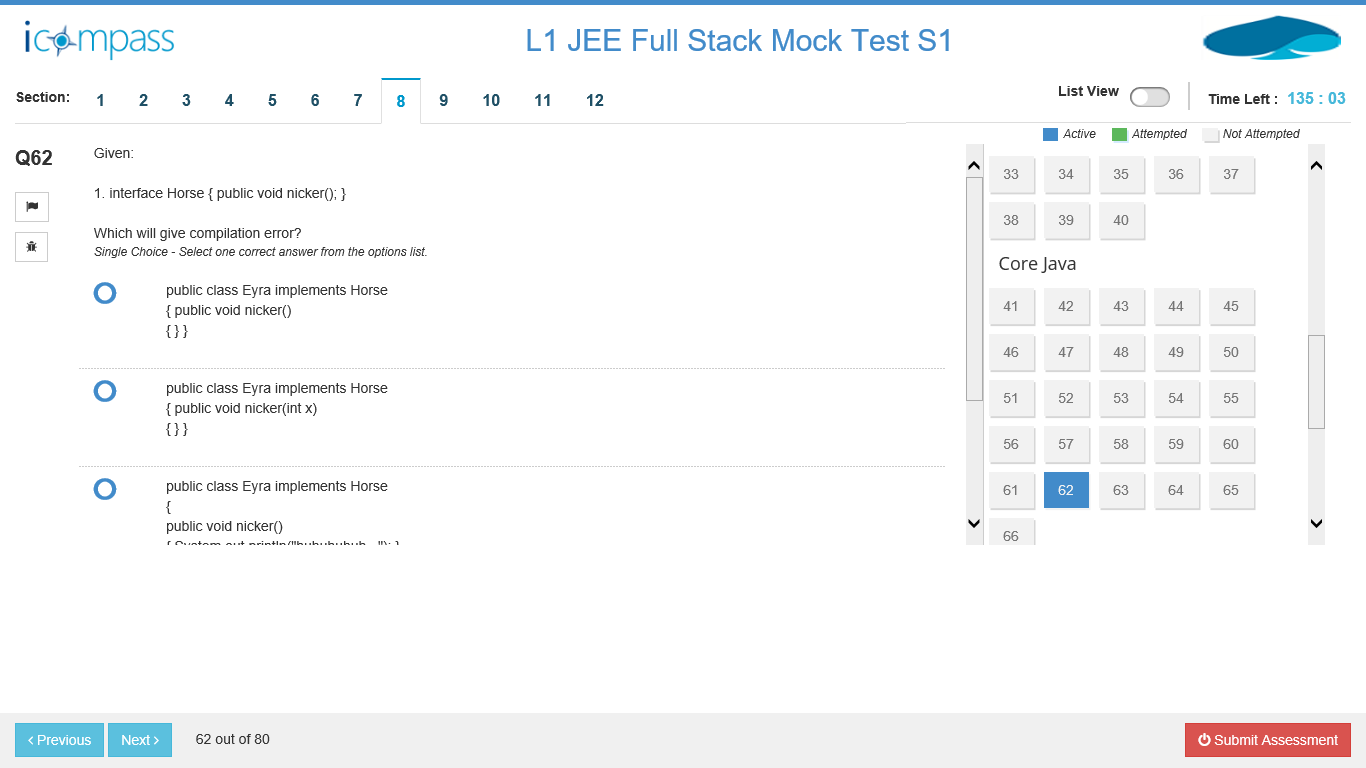 icompass
L1 JEE Full Stack Mock Test S1
Section: 1 2 3 4 5 6 7 8 9 10 11 12
List View
Time Left : 135 : 03
Active Attempted Not Attempted
Q62
Given:
1. interface Horse { public void nicker(); }
Which will give compilation error?
Single Choice - Select one correct answer from the options list.
public class Eyra implements Horse
{ public void nicker()
{ } }
public class Eyra implements Horse
{ public void nicker(int x)
{ } }
public class Eyra implements Horse
{
public void nicker()
33 34 35 36 37
38 39 40
Core Java
41 42 43 44 45
46 47 48 49 50
51 52 53 54 55
56 57 58 59 60
61 62 63 64 65
66
Previous
Next
62 out of 80
Submit Assessment